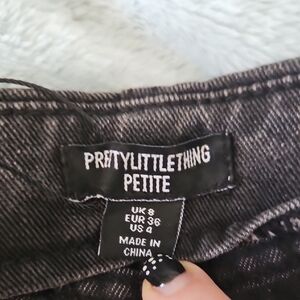 PRETTYLITTLETHING
PETITE
UK 8
EUR 36
US 4
MADE IN
CHINA